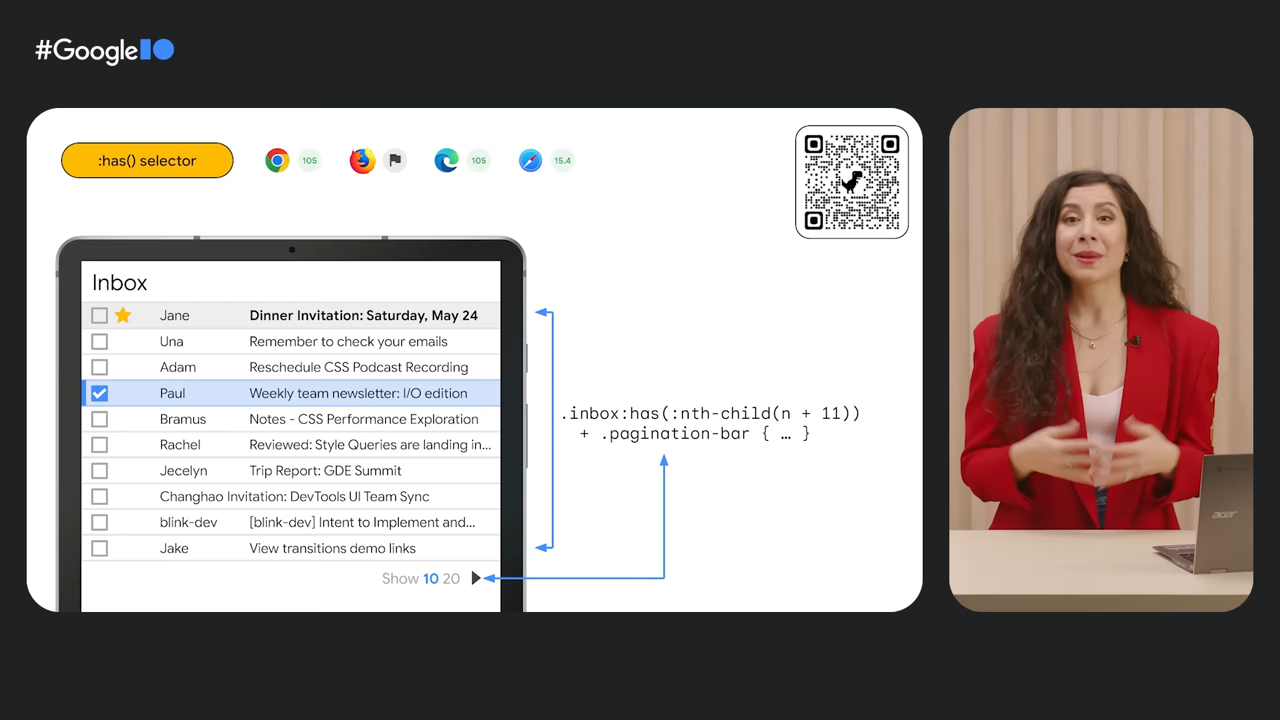 #GoogleIO
:has() selector
105
105
15.4
Inbox
Jane Dinner Invitation: Saturday, May 24
Una Remember to check your emails
Adam Reschedule CSS Podcast Recording
Paul Weekly team newsletter: I/O edition
Bramus Notes - CSS Performance Exploration
Rachel Reviewed: Style Queries are landing in...
Jecelyn Trip Report: GDE Summit
Changhao Invitation: DevTools UI Team Sync
blink-dev [blink-dev] Intent to Implement and...
Jake View transitions demo links
Show 10 20
.inbox:has(:nth-child(n + 11))
+ .pagination-bar { … }
acer